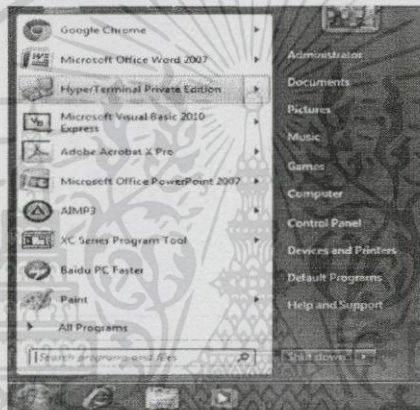 Google Chrome
Microsoft Office Word 2007
HyperTerminal Private Edition
Microsoft Visual Basic 2010
Express
Adobe Acrobat X Pro
Microsoft Office PowerPoint 2007
AIMP3
XC Series Program Tool
Baidu PC Faster
Paint
All Programs
Search programs and files
Administrator
Documents
Pictures
Music
Games
Computer
Control Panel
Devices and Printers
Default Programs
Help and Support
Shut down